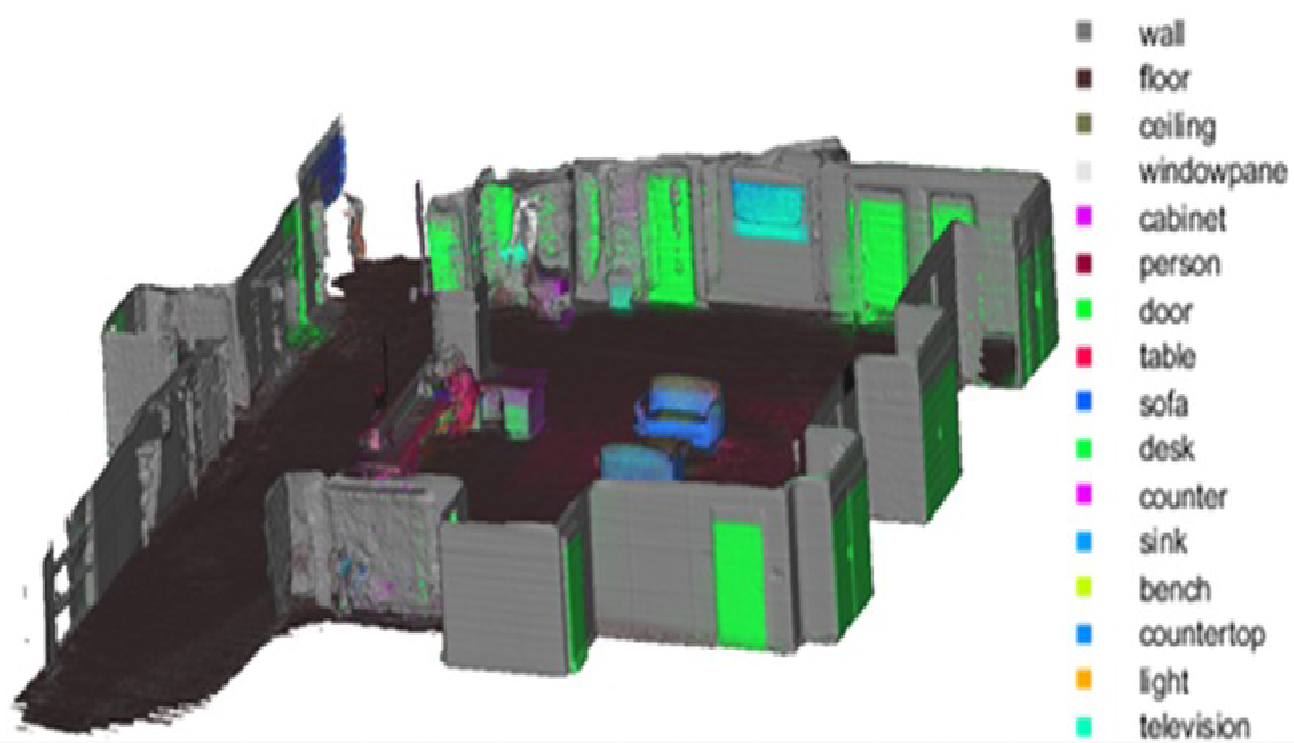 wall
floor
ceiling
windowpane
cabinet
person
door
table
sofa
desk
counter
sink
bench
countertop
light
television